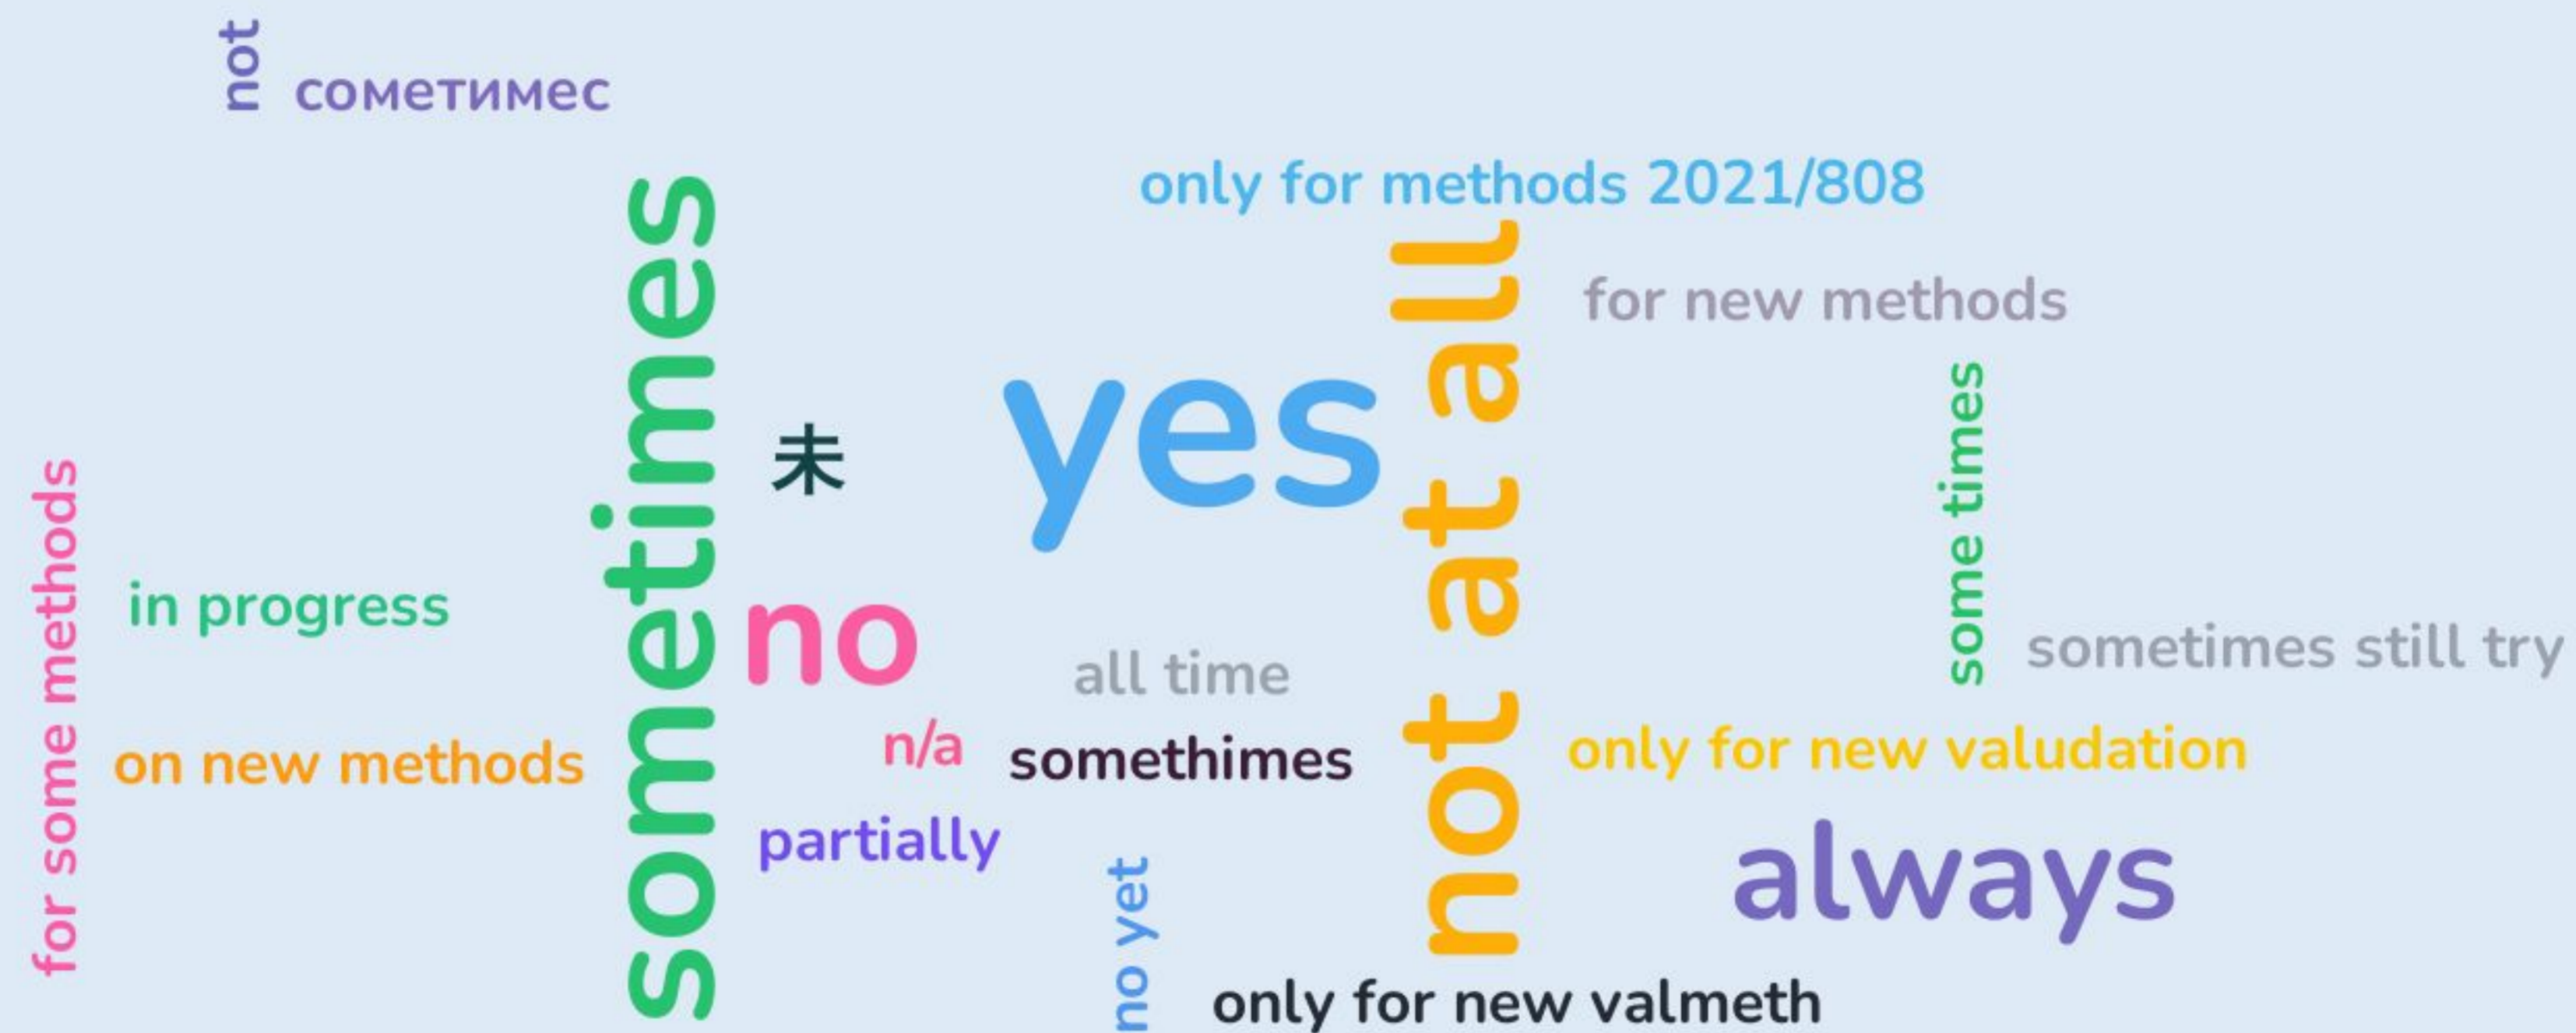 not
сометимес
only for methods 2021/808
for new methods
sometimes
未
yes
not at all
some times
for some methods
in progress
no
all time
sometimes still try
on new methods
n/a
somethimes
only for new valudation
partially
always
no yet
only for new valmeth